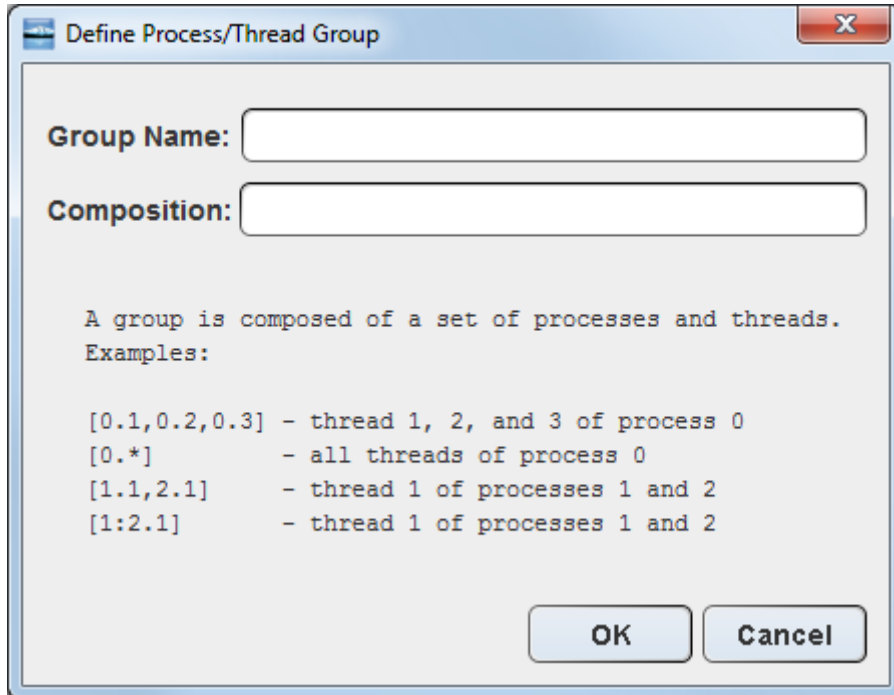 Define Process/Thread Group
Group Name:
Composition:
A group is composed of a set of processes and threads.
Examples:
[0.1,0.2,0.3] - thread 1, 2, and 3 of process 0
[0.*] - all threads of process 0
[1.1,2.1] - thread 1 of processes 1 and 2
[1:2.1] - thread 1 of processes 1 and 2
OK Cancel